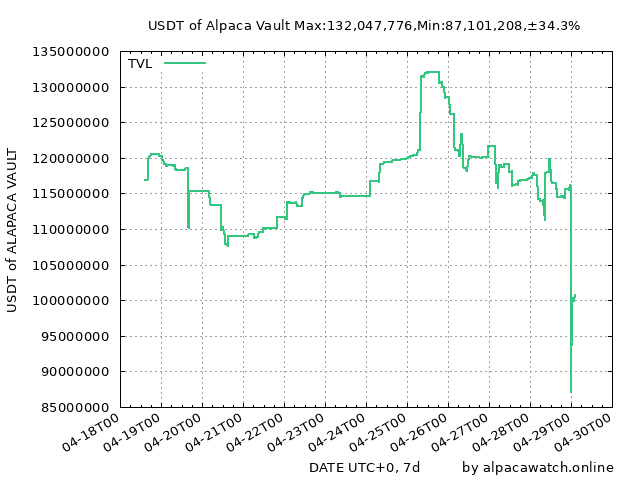 USDT of Alpaca Vault Max:132,047,776,Min:87,101,208,±34.3%
TVL
USDT of ALAPACA VAULT
135000000
130000000
125000000
120000000
115000000
110000000
105000000
100000000
95000000
90000000
85000000
04-18T00
04-19T00
04-20T00
04-21T00
04-22T00
04-23T00
04-24T00
04-25T00
04-26T00
04-27T00
04-28T00
04-29T00
04-30T00
DATE UTC+0, 7d
by alpacawatch.online